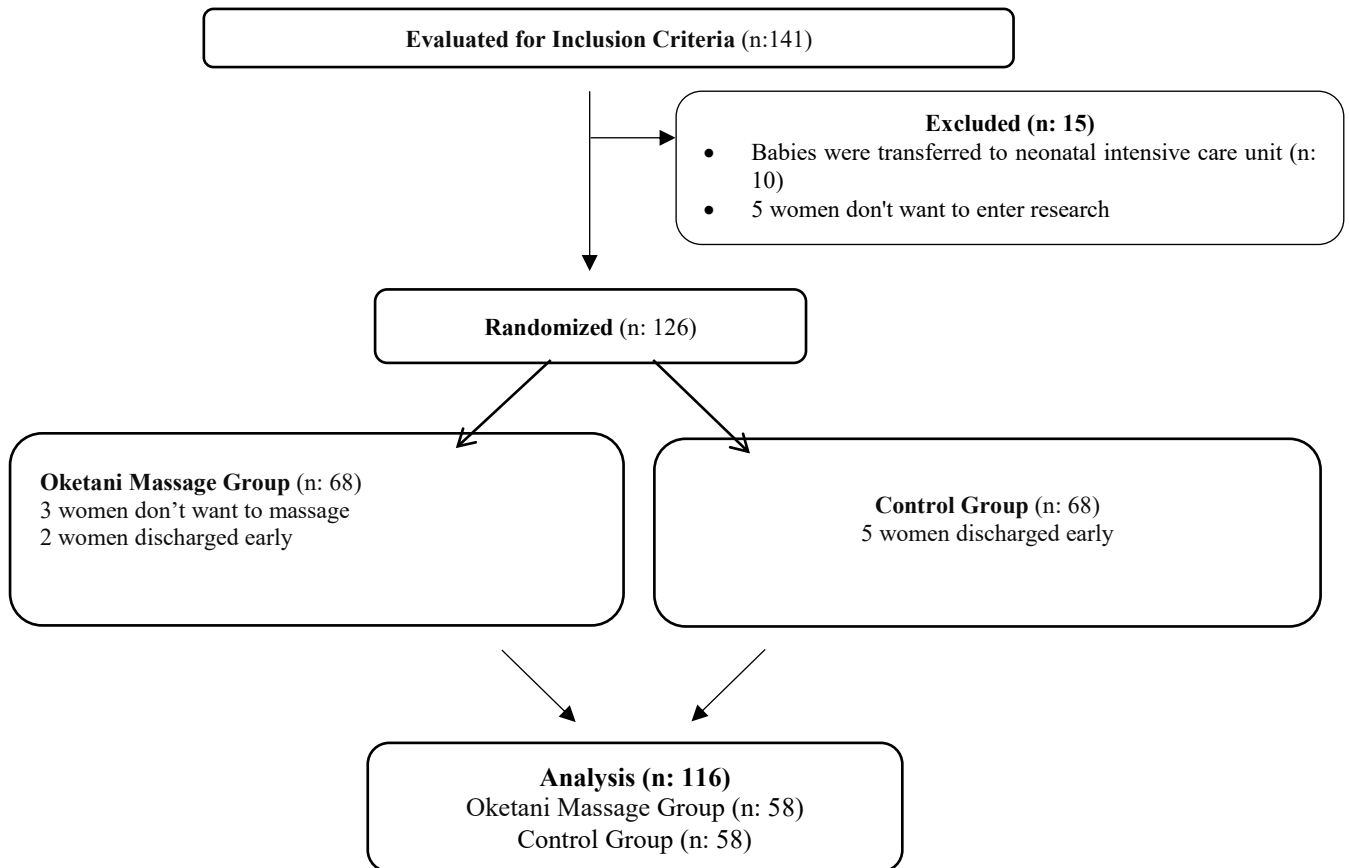 Evaluated for Inclusion Criteria (n:141)
Excluded (n: 15)
• Babies were transferred to neonatal intensive care unit (n:
10)
• 5 women don't want to enter research
Randomized (n: 126)
Oketani Massage Group (n: 68)
3 women don’t want to massage
2 women discharged early
Control Group (n: 68)
5 women discharged early
Analysis (n: 116)
Oketani Massage Group (n: 58)
Control Group (n: 58)